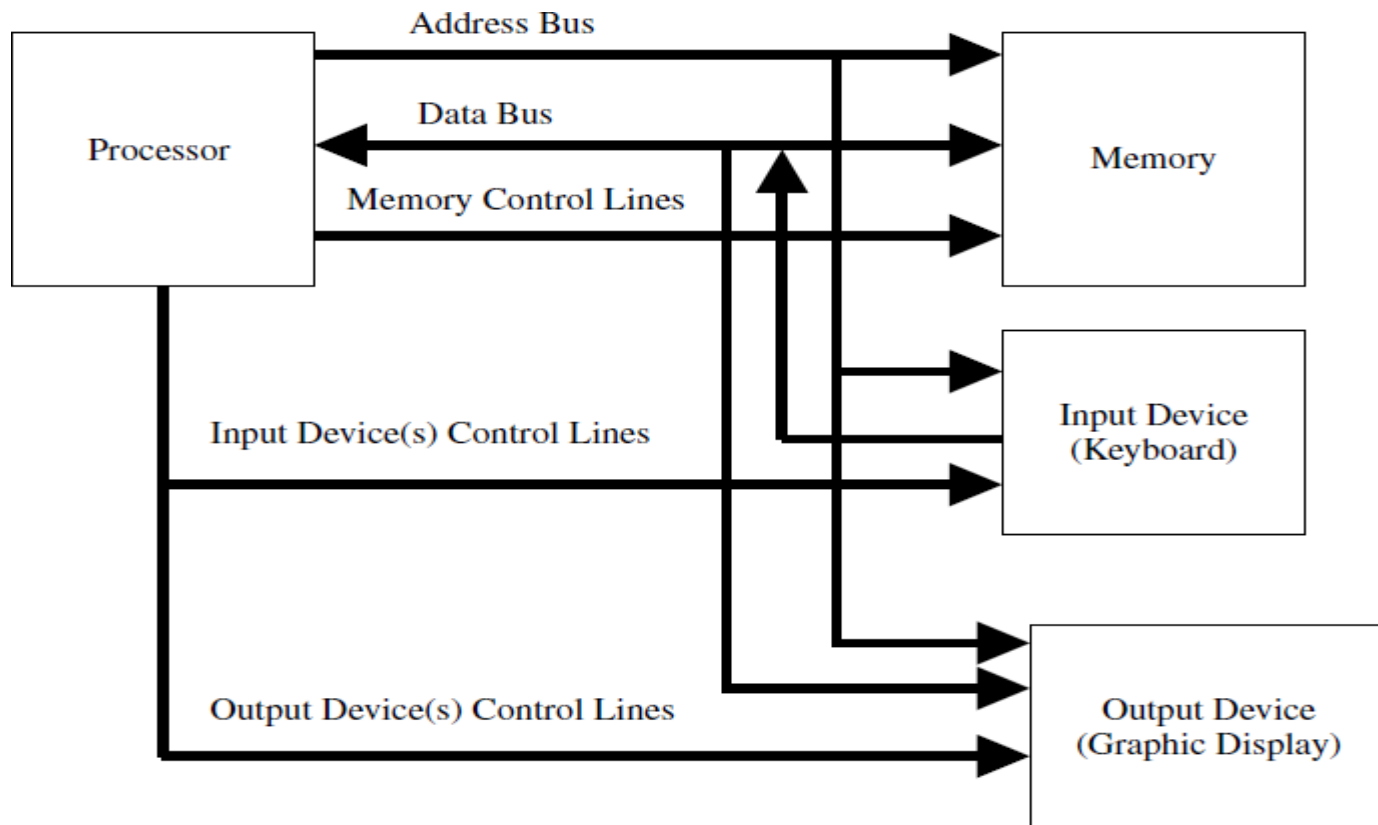 Address Bus
Data Bus
Processor
Memory
Memory Control Lines
Input Device
(Keyboard)
Input Device(s) Control Lines
Output Device(s) Control Lines
Output Device
(Graphic Display)